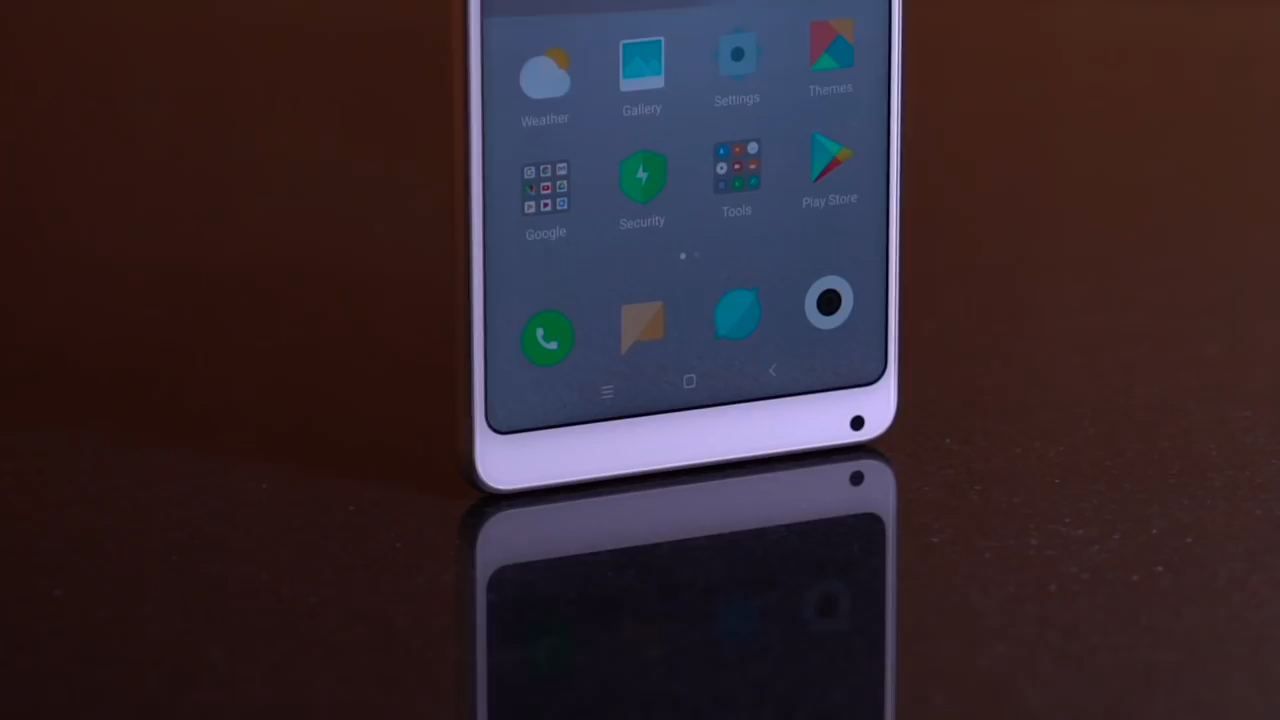 Weather
Gallery
Settings
Themes
Google
Security
Tools
Play Store